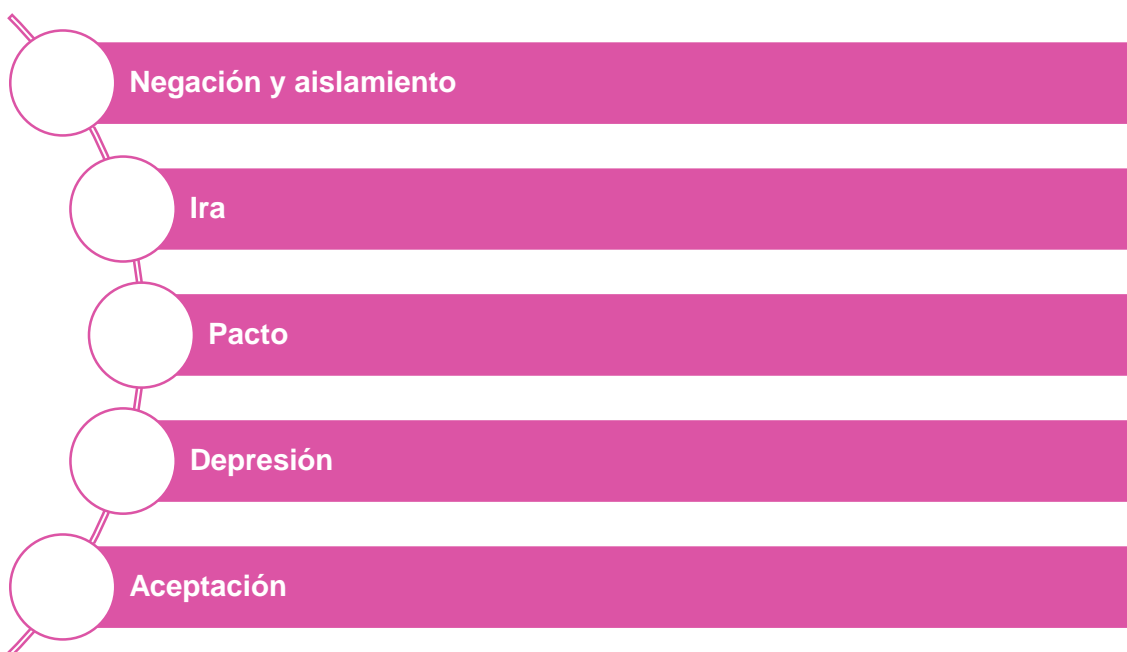 Negación y aislamiento
Ira
Pacto
Depresión
Aceptación